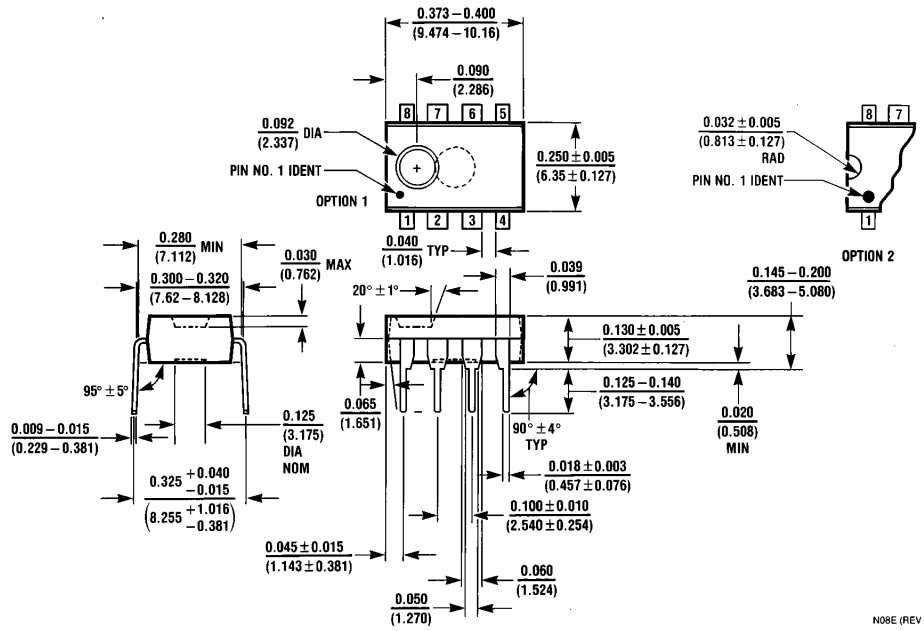 0.373 – 0.400
(9.474 – 10.16)
0.090
(2.286)
8 7 6 5
0.092 DIA
(2.337)
PIN NO. 1 IDENT
OPTION 1
0.250 ± 0.005
(6.35 ± 0.127)
1 2 3 4
0.032 ± 0.005
(0.813 ± 0.127)
RAD
PIN NO. 1 IDENT
8 7
1
OPTION 2
0.280 MIN
(7.112)
0.030 MAX
(0.762)
0.040 TYP
(1.016)
0.039
(0.991)
0.145 – 0.200
(3.683 – 5.080)
0.300 – 0.320
(7.62 – 8.128)
20° ± 1°
0.130 ± 0.005
(3.302 ± 0.127)
95° ± 5°
0.065
(1.651)
0.125 – 0.140
(3.175 – 3.556)
0.020
(0.508)
MIN
90° ± 4°
TYP
0.009 – 0.015
(0.229 – 0.381)
0.125
(3.175)
DIA
NOM
0.018 ± 0.003
(0.457 ± 0.076)
0.325 +0.040
−0.015
(8.255 +1.016
−0.381)
0.100 ± 0.010
(2.540 ± 0.254)
0.045 ± 0.015
(1.143 ± 0.381)
0.060
(1.524)
0.050
(1.270)
N08E (REV